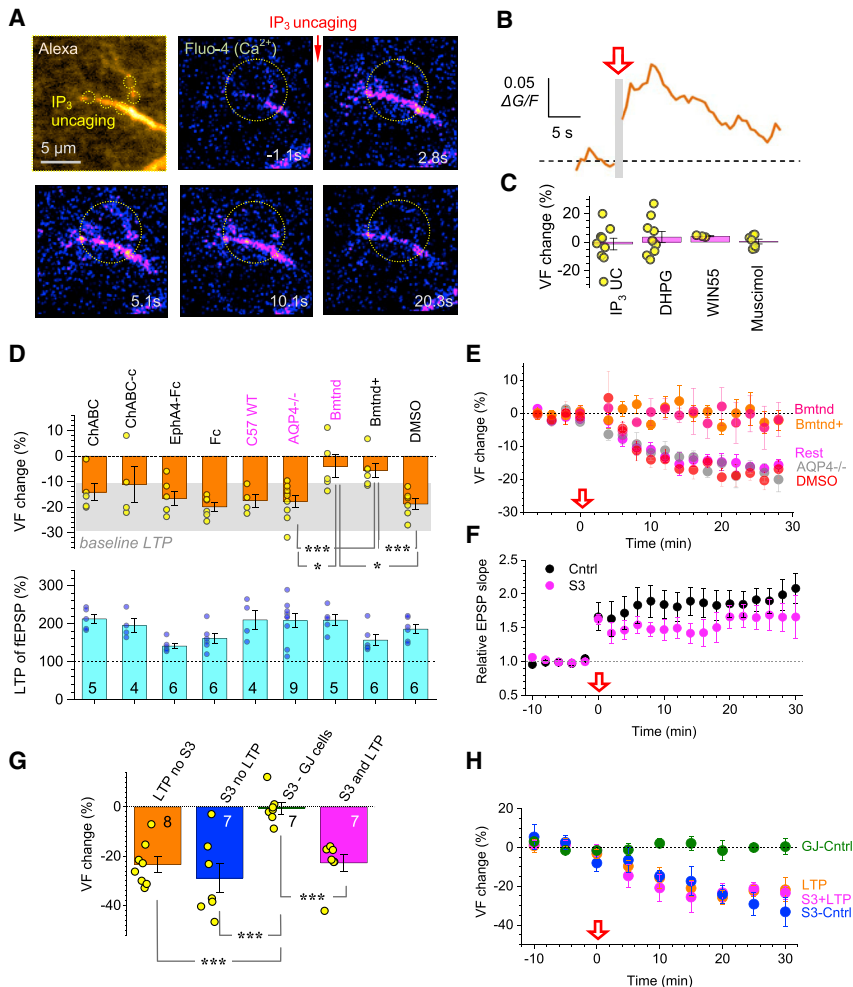 A
IP3 uncaging
Alexa
Fluo-4 (Ca2+)
IP3
uncaging
5 µm
-1.1s
2.8s
5.1s
10.1s
20.3s
B
0.05
ΔG/F
5 s
C
VF change (%)
20
0
-20
IP3 UC
DHPG
WIN55
Muscimol
D
ChABC
ChABC-c
EphA4-Fc
Fc
C57 WT
AQP4-/-
Bmtnd
Bmtnd+
DMSO
VF change (%)
10
0
-10
-20
-30
baseline LTP
*** ***
* *
LTP of fEPSP (%)
300
200
100
0
5 4 6 6 4 9 5 6 6
E
VF change (%)
10
0
-10
-20
-30
Bmtnd
Bmtnd+
Rest
AQP4-/-
DMSO
0 10 20 30
Time (min)
F
Relative EPSP slope
2.5
2.0
1.5
1.0
0.5
Cntrl
S3
-10 0 10 20 30
Time (min)
G
LTP no S3
S3 no LTP
S3 - GJ cells
S3 and LTP
VF change (%)
0
-20
-40
8 7 7 7
***
***
***
H
VF change (%)
20
0
-20
-40
GJ-Cntrl
LTP
S3+LTP
S3-Cntrl
-10 0 10 20 30
Time (min)